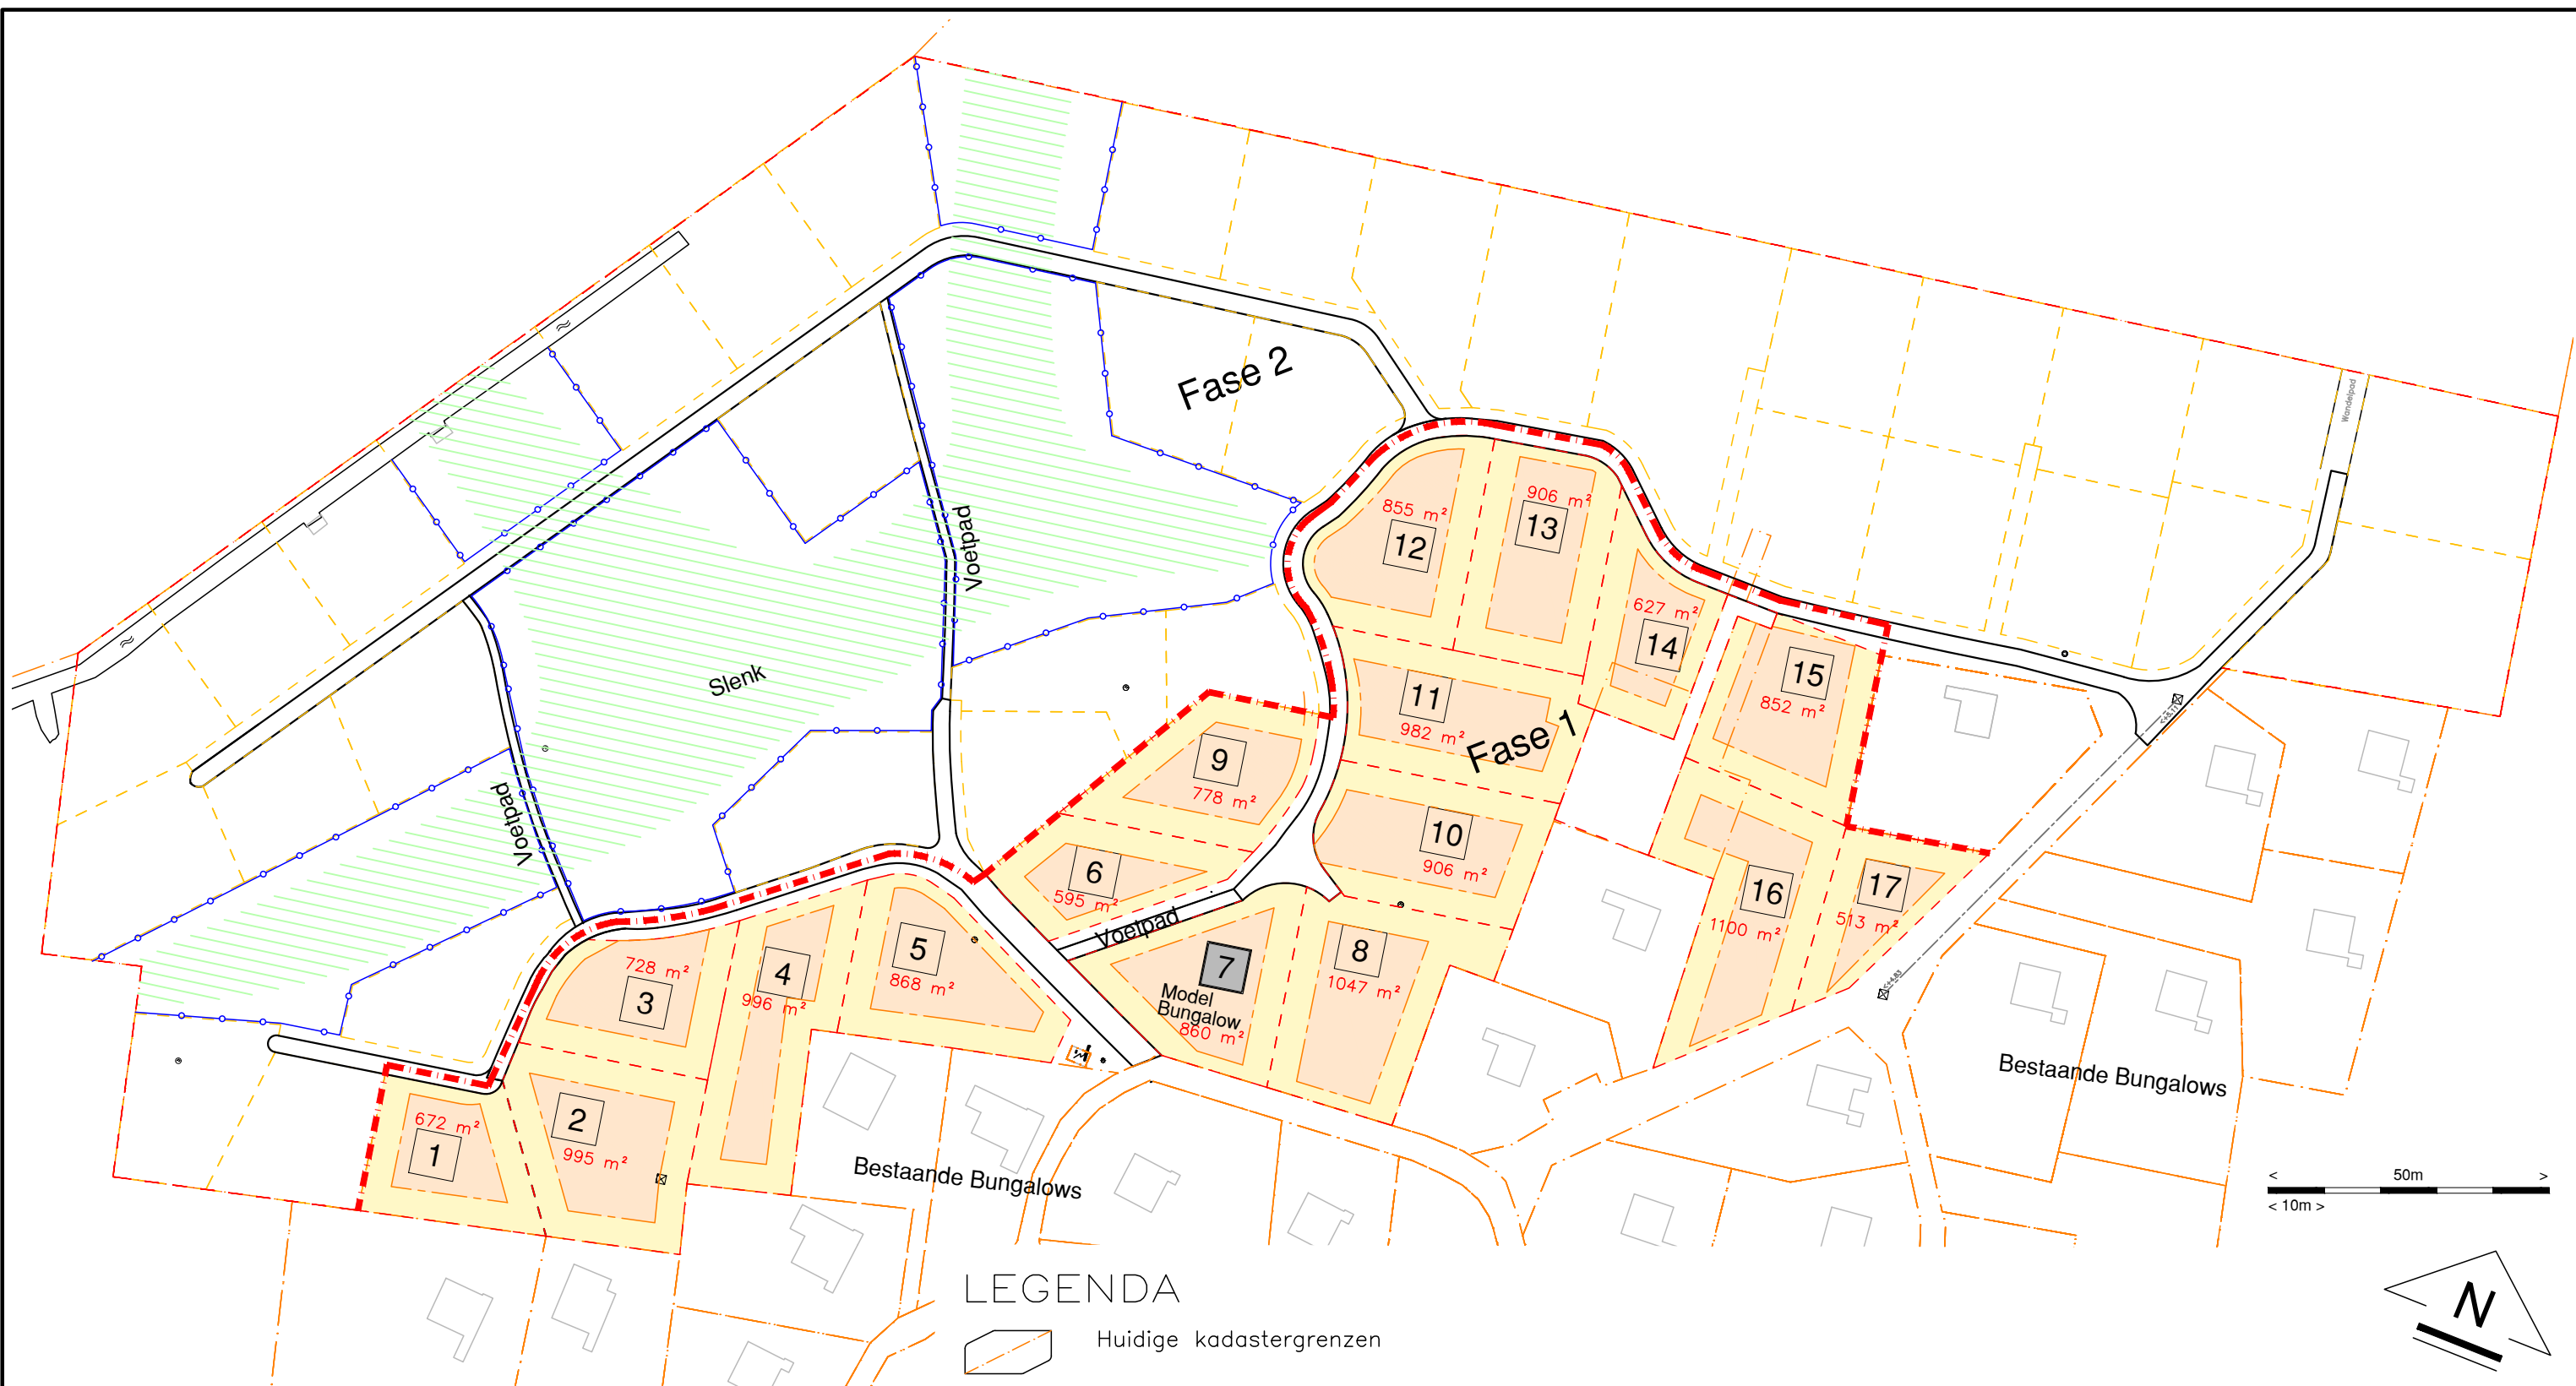 Wandelpad
Fase 2
Voetpad
855 m²
12
906 m²
13
627 m²
14
15
852 m²
Slenk
11
982 m²
Fase 1
9
778 m²
Voetpad
10
906 m²
6
595 m²
16
1100 m²
17
513 m²
Voetpad
5
868 m²
4
996 m²
728 m²
3
7
Model
Bungalow
860 m²
8
1047 m²
672 m²
1
2
995 m²
Bestaande Bungalows
Bestaande Bungalows
< 50m >
< 10m >
LEGENDA
Huidige kadastergrenzen
N